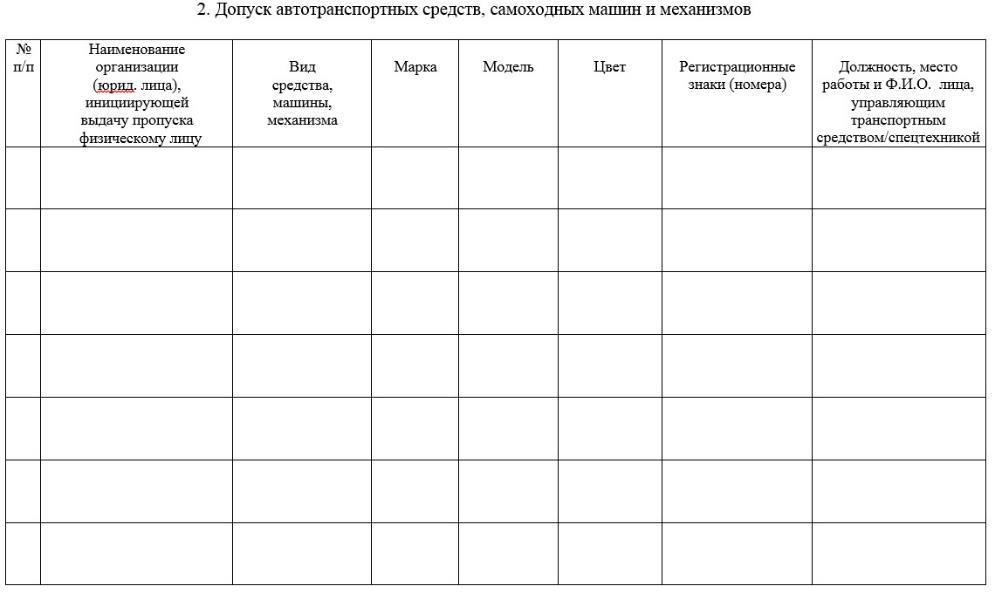 2. Допуск автотранспортных средств, самоходных машин и механизмов
№
п/п
Наименование
организации
(юрид. лица),
инициирующей
выдачу пропуска
физическому лицу
Вид
средства,
машины,
механизма
Марка
Модель
Цвет
Регистрационные
знаки (номера)
Должность, место
работы и Ф.И.О. лица,
управляющим
транспортным
средством/спецтехникой